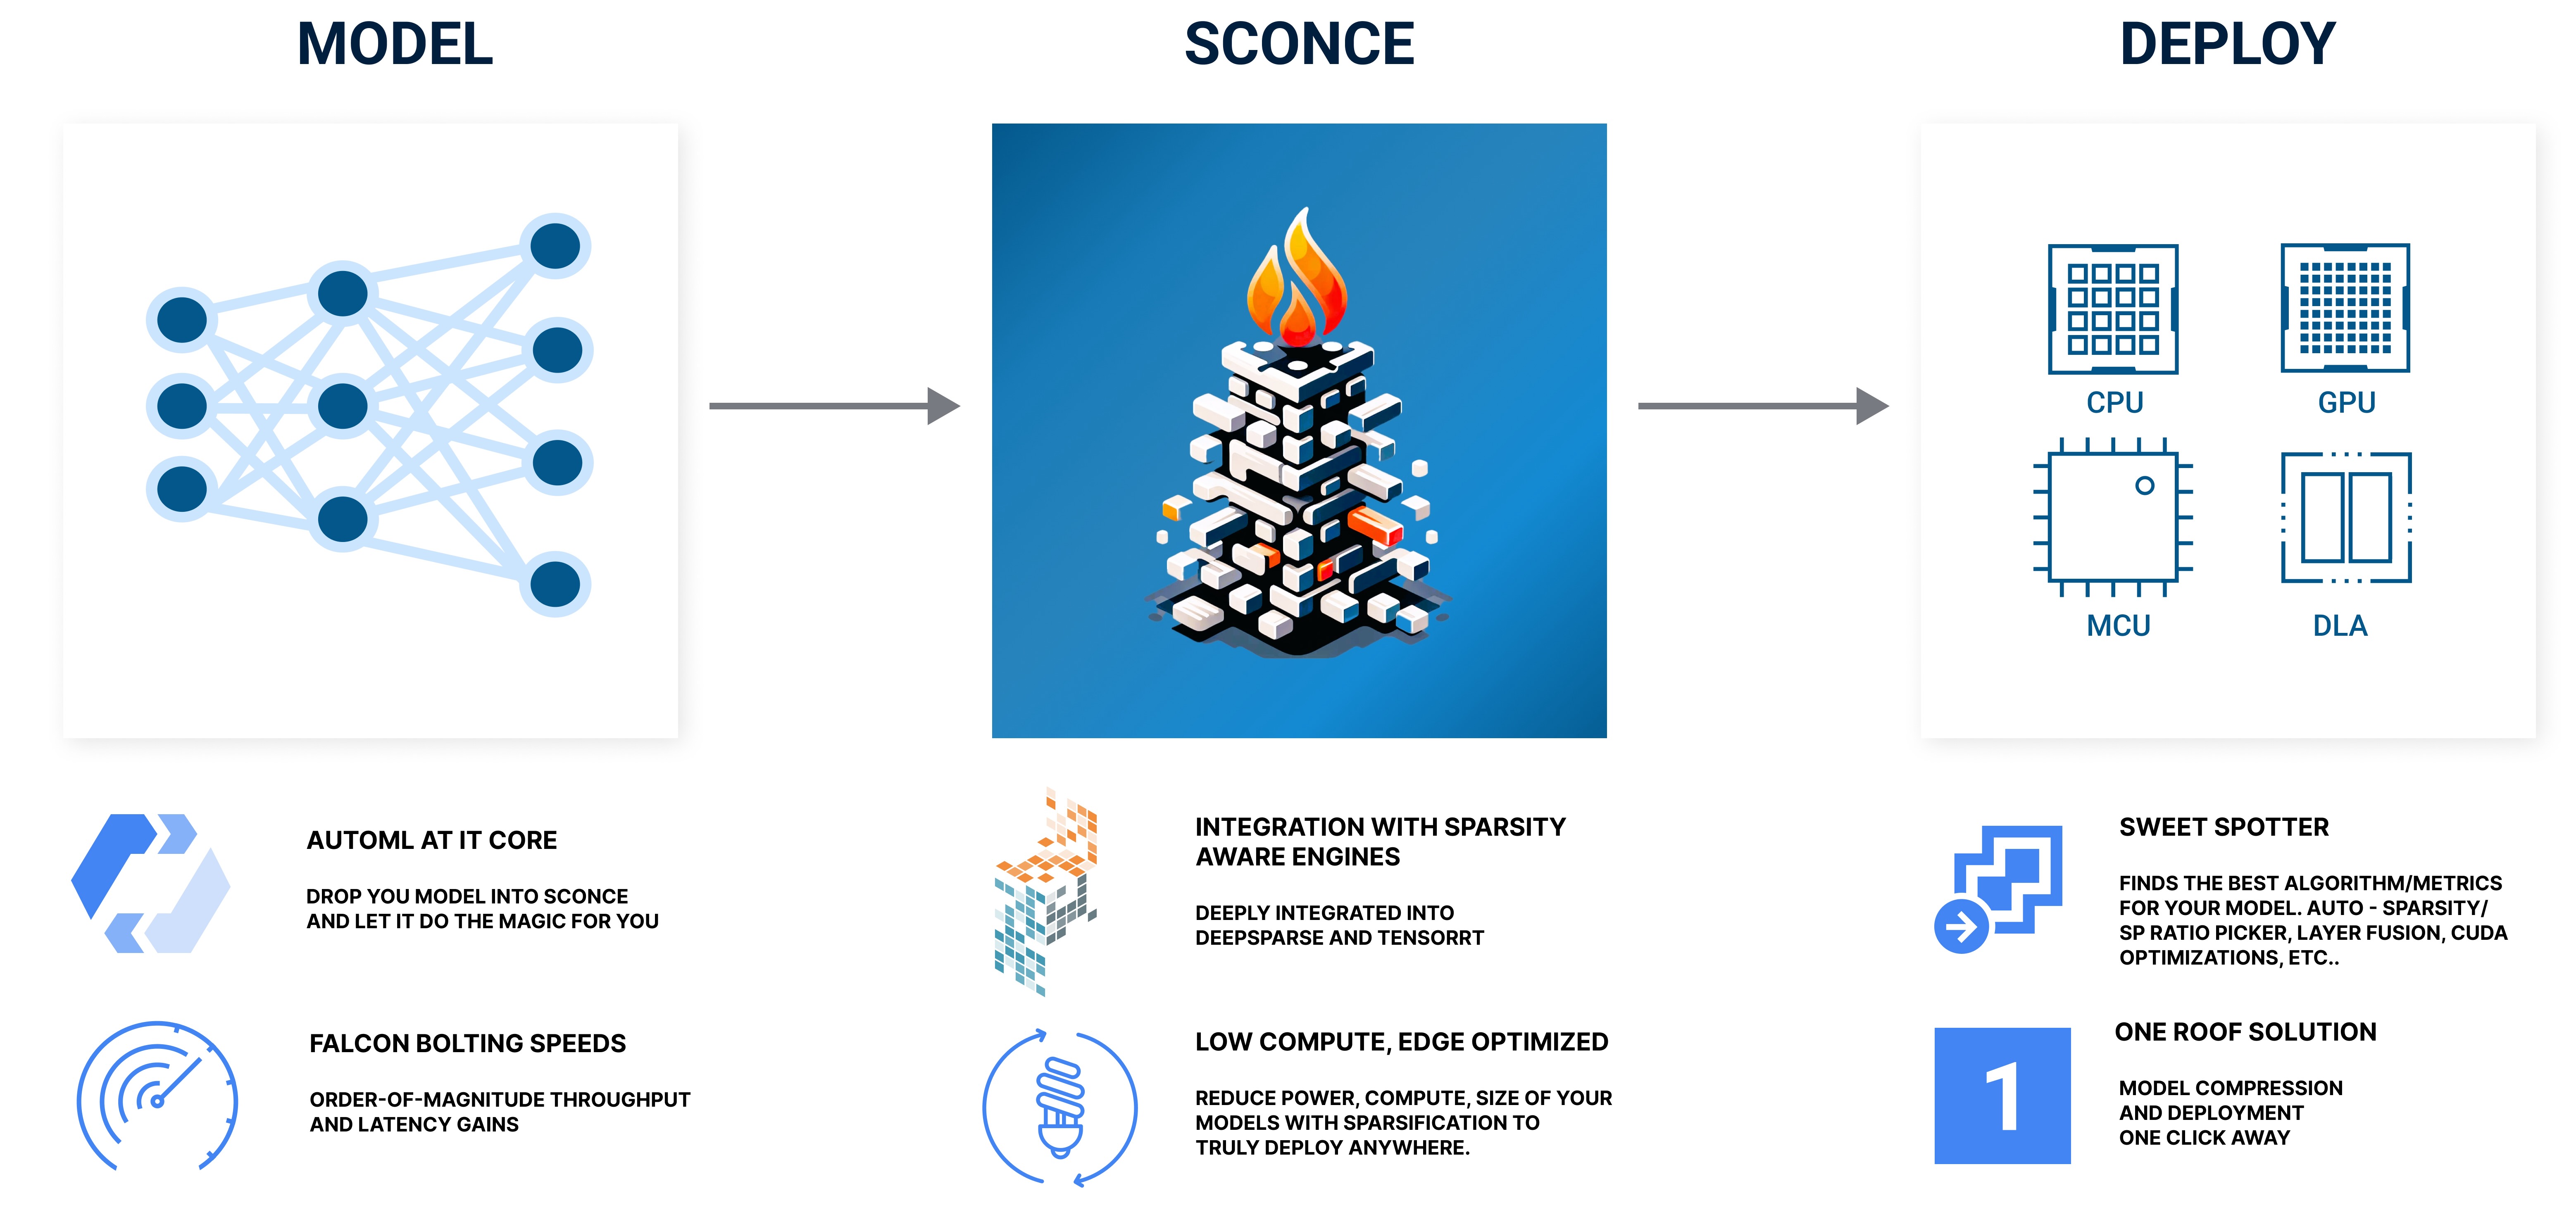 MODEL
SCONCE
DEPLOY
CPU
GPU
MCU
DLA
AUTOML AT IT CORE
DROP YOU MODEL INTO SCONCE
AND LET IT DO THE MAGIC FOR YOU
INTEGRATION WITH SPARSITY
AWARE ENGINES
DEEPLY INTEGRATED INTO
DEEPSPARSE AND TENSORRT
SWEET SPOTTER
FINDS THE BEST ALGORITHM/METRICS
FOR YOUR MODEL. AUTO - SPARSITY/
SP RATIO PICKER, LAYER FUSION, CUDA
OPTIMIZATIONS, ETC..
FALCON BOLTING SPEEDS
ORDER-OF-MAGNITUDE THROUGHPUT
AND LATENCY GAINS
LOW COMPUTE, EDGE OPTIMIZED
REDUCE POWER, COMPUTE, SIZE OF YOUR
MODELS WITH SPARSIFICATION TO
TRULY DEPLOY ANYWHERE.
1
ONE ROOF SOLUTION
MODEL COMPRESSION
AND DEPLOYMENT
ONE CLICK AWAY